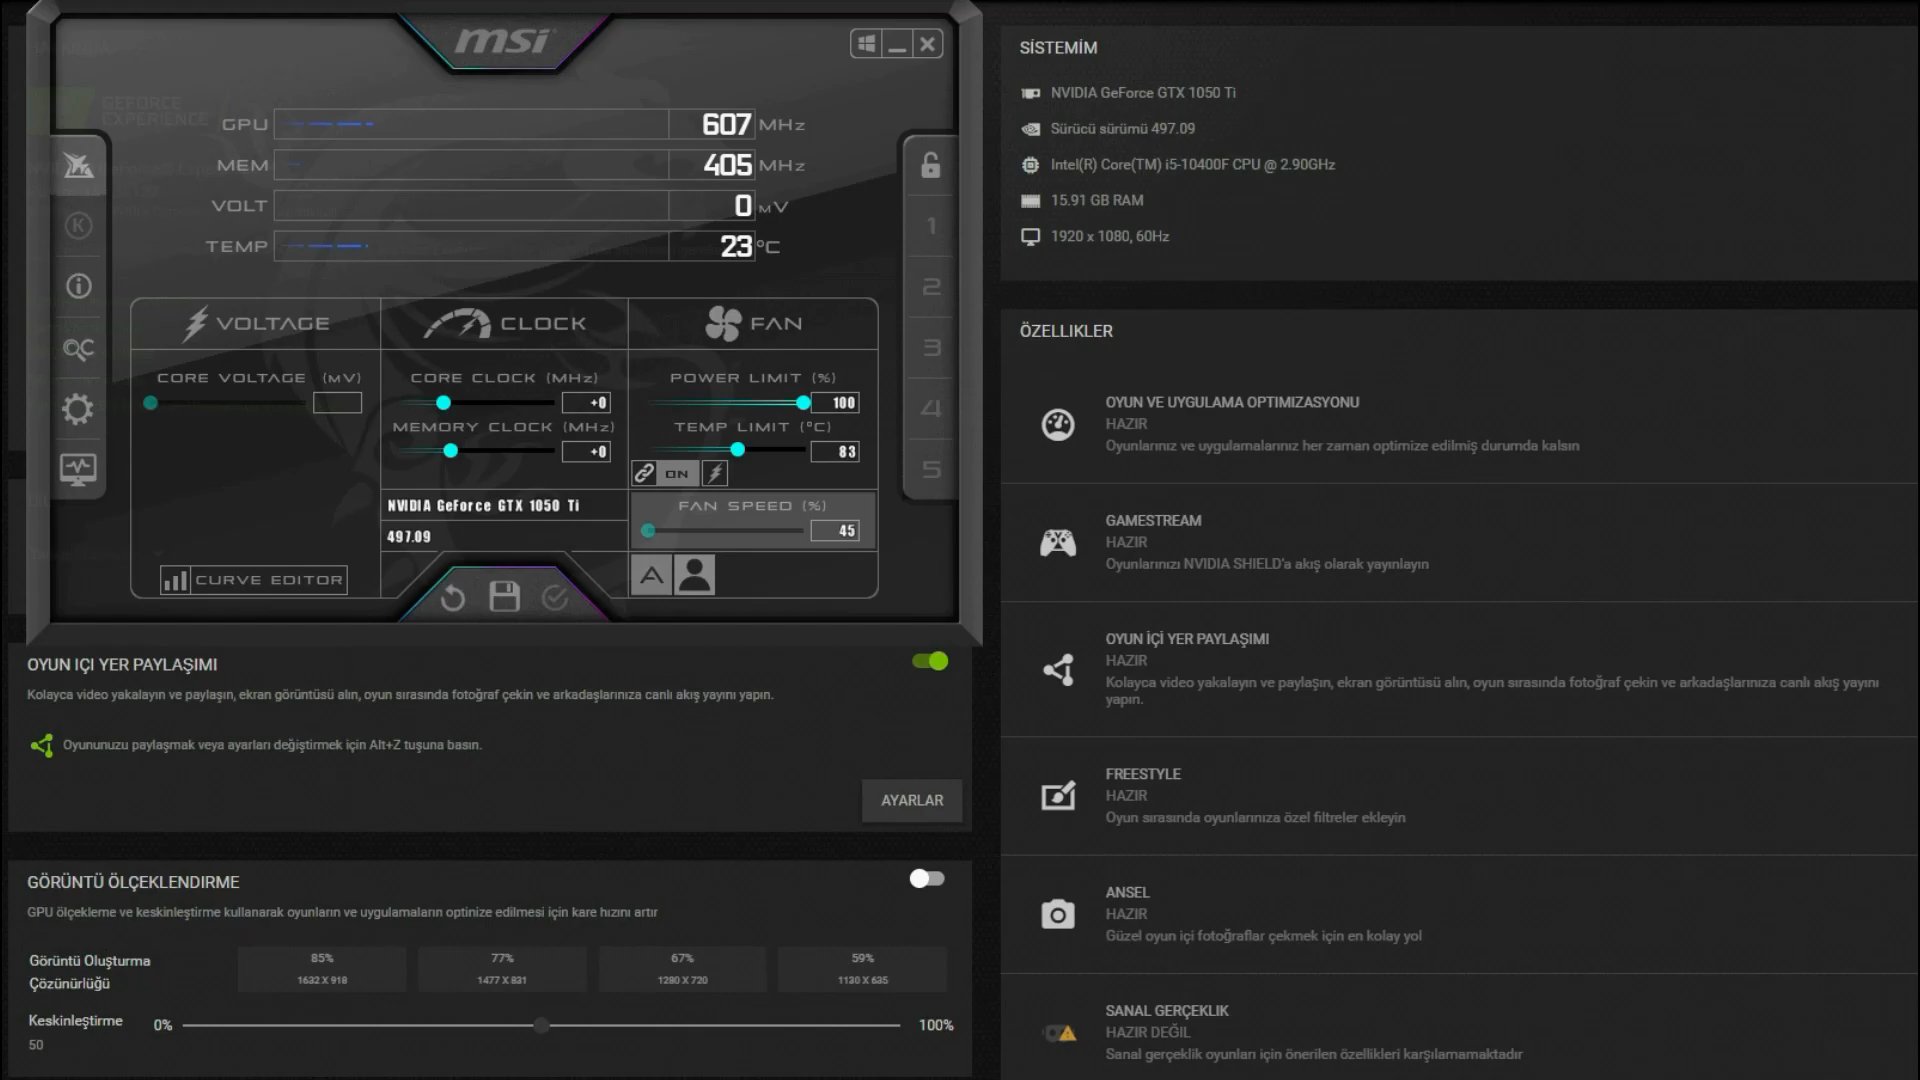 msi
GEFORCE
EXPERIENCE
GPU 607 MHz
MEM 405 MHz
VOLT 0 MV
TEMP 23 °C
K
1
2
3
4
5
VOLTAGE
CLOCK
FAN
CORE VOLTAGE (MV)
CORE CLOCK (MHz)
+0
MEMORY CLOCK (MHz)
+0
POWER LIMIT (%)
100
TEMP LIMIT (°C)
83
ON
NVIDIA GeForce GTX 1050 Ti
497.09
FAN SPEED (%)
45
CURVE EDITOR
A
OYUN IÇI YER PAYLAŞIMI
Kolayca video yakalayın ve paylaşın, ekran görüntüsü alın, oyun sırasında fotoğraf çekin ve arkadaşlarınıza canlı akış yayını yapın.
Oyununuzu paylaşmak veya ayarları değiştirmek için Alt+Z tuşuna basın.
AYARLAR
GÖRÜNTÜ ÖLÇEKLENDIRME
GPU ölçekleme ve keskinleştirme kullanarak oyunların ve uygulamaların optinize edilmesi için kare hızını artır
Görüntü Oluşturma
Çözünürlüğü
85%
1632 X 918
77%
1477 X 831
67%
1280 X 720
59%
1130 X 635
Keskinleştirme
50
0%
100%
SİSTEMİM
NVIDIA GeForce GTX 1050 Ti
Sürücü sürümü 497.09
Intel(R) Core(TM) i5-10400F CPU @ 2.90GHz
15.91 GB RAM
1920 x 1080, 60Hz
ÖZELLIKLER
OYUN VE UYGULAMA OPTIMIZASYONU
HAZIR
Oyunlarınız ve uygulamalarınız her zaman optimize edilmiş durumda kalsın
GAMESTREAM
HAZIR
Oyunlarınızı NVIDIA SHIELD'a akış olarak yayınlayın
OYUN İÇİ YER PAYLAŞIMI
HAZIR
Kolayca video yakalayın ve paylaşın, ekran görüntüsü alın, oyun sırasında fotoğraf çekin ve arkadaşlarınıza canlı akış yayını
yapın.
FREESTYLE
HAZIR
Oyun sırasında oyunlarınıza özel filtreler ekleyin
ANSEL
HAZIR
Güzel oyun içi fotoğraflar çekmek için en kolay yol
SANAL GERÇEKLIK
HAZIR DEĞIL
Sanal gerçeklik oyunları için önerilen özellikleri karşılamamaktadır